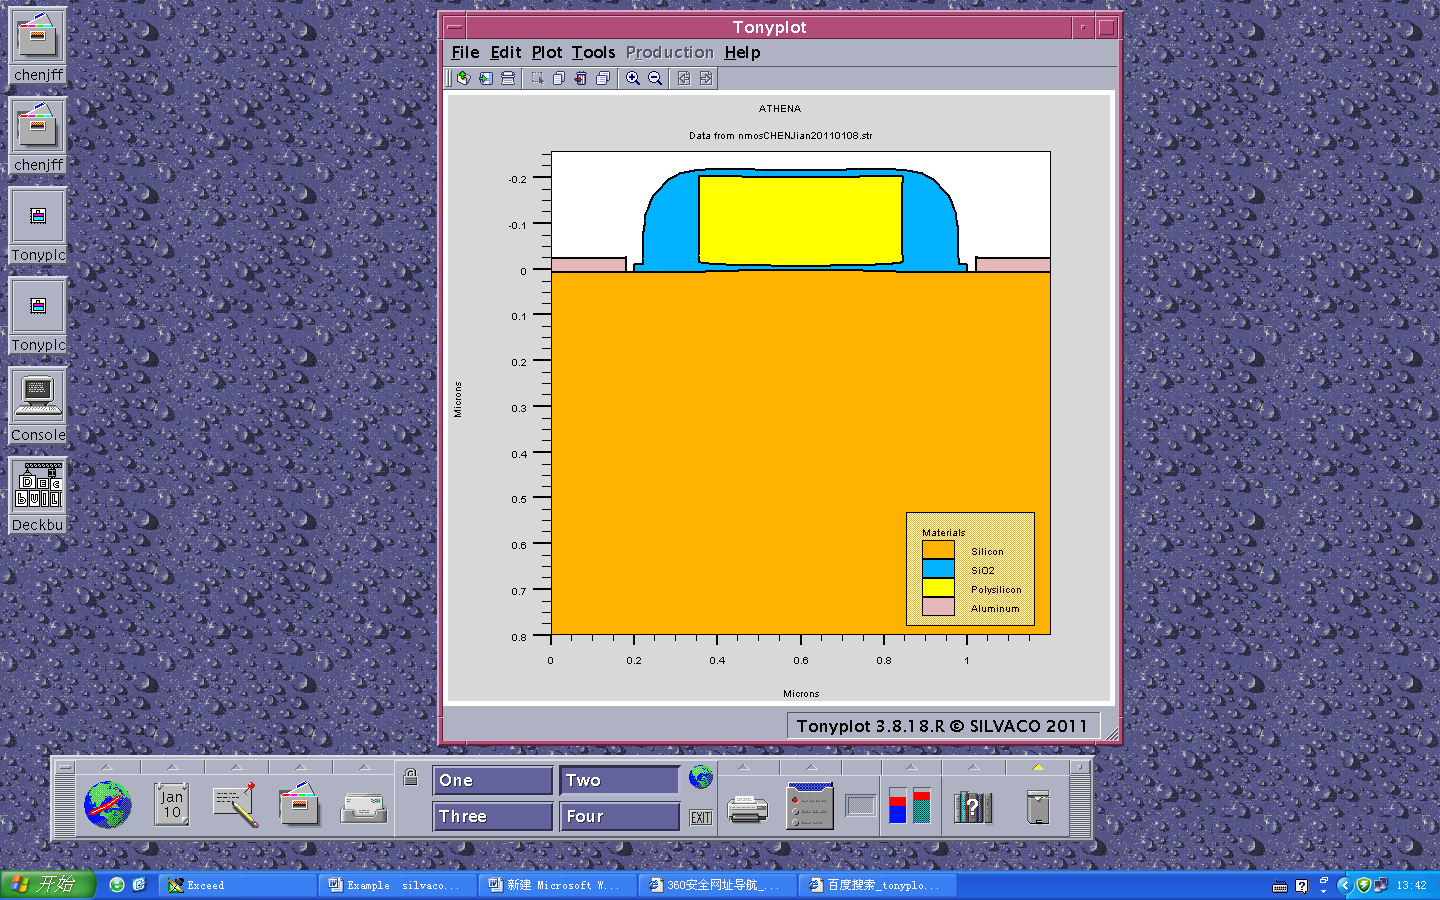 chenjff
chenjff
Tonyplc
Tonyplc
Console
DEC
bUIL
Deckbu
Tonyplot
File Edit Plot Tools Production Help
ATHENA
Data from nmosCHENJian20110108.str
-0.2
-0.1
0
0.1
0.2
0.3
0.4
0.5
0.6
0.7
0.8
Microns
0 0.2 0.4 0.6 0.8 1
Microns
Materials
Silicon
SiO2
Polysilicon
Aluminum
Tonyplot 3.8.18.R © SILVACO 2011
Jan
10
One
Two
Three
Four
EXIT
?
开始
Exceed
Example silvaco...
新建 Microsoft W...
360安全网址导航_...
百度搜索_tonyplo...
13:42